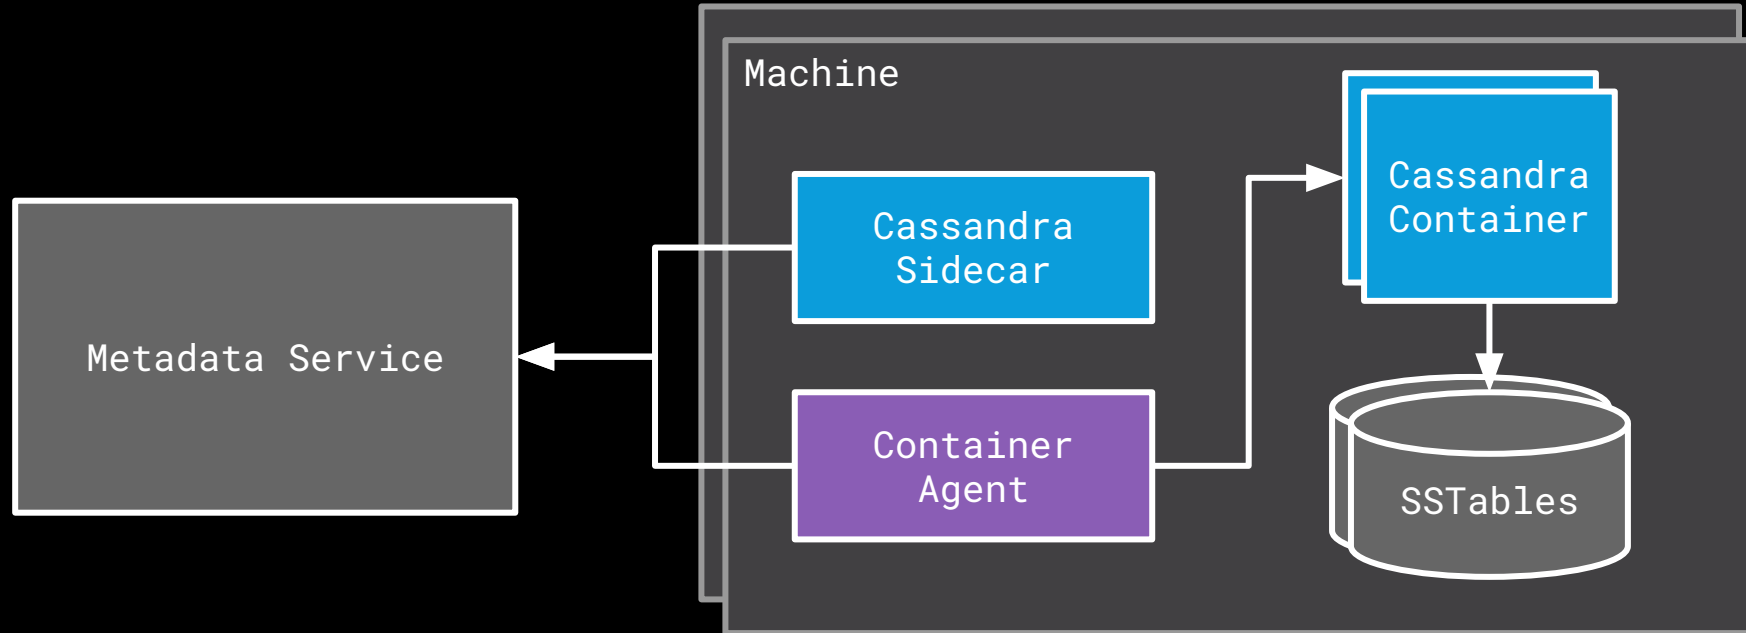 Machine
Cassandra
Container
Cassandra
Sidecar
Metadata Service
Container
Agent
SSTables